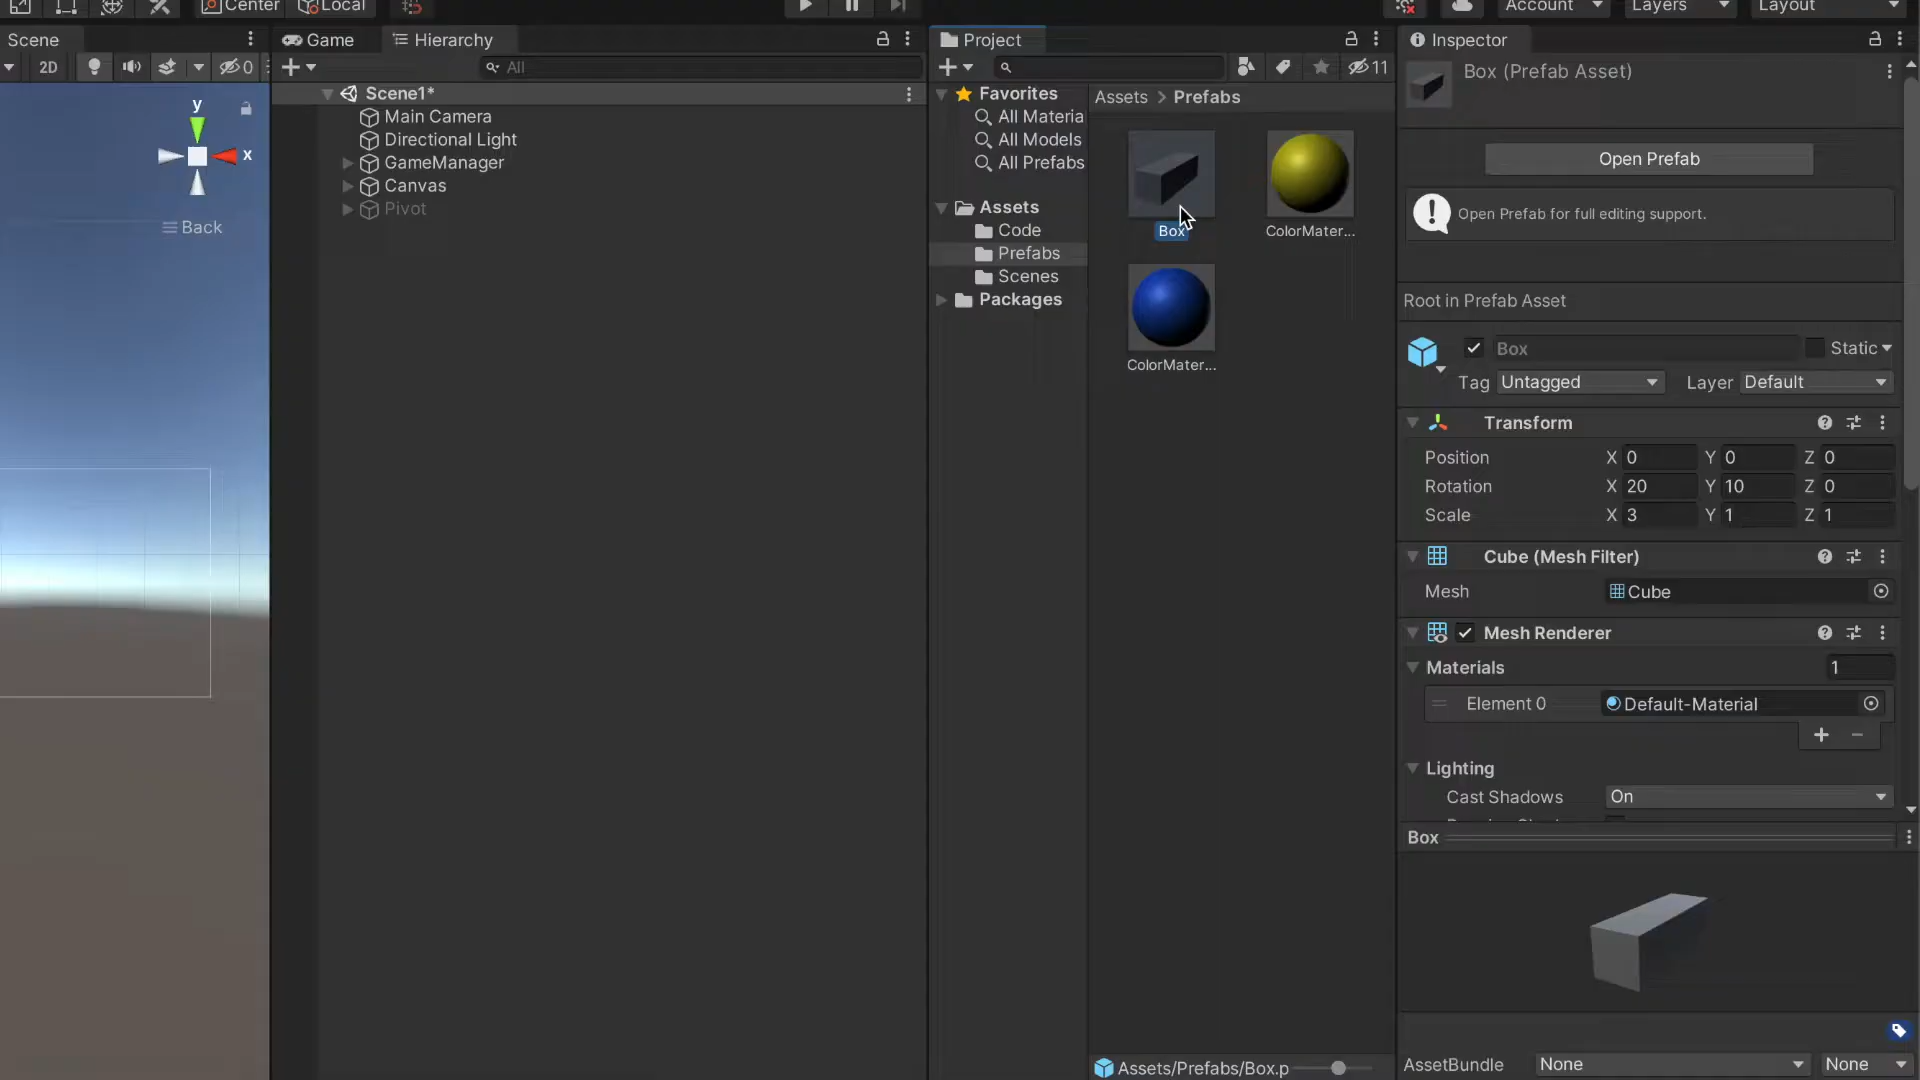 Center
Local
Account
Layers
Layout
Scene
Game
Hierarchy
Project
Inspector
2D
0
All
11
Scene1*
Main Camera
Directional Light
GameManager
Canvas
Pivot
y
x
Back
Favorites
All Materia
All Models
All Prefabs
Assets
Code
Prefabs
Scenes
Packages
Assets > Prefabs
Box
ColorMater...
ColorMater...
Assets/Prefabs/Box.p
Box (Prefab Asset)
Open Prefab
Open Prefab for full editing support.
Root in Prefab Asset
Box
Static
Tag Untagged Layer Default
Transform
Position X 0 Y 0 Z 0
Rotation X 20 Y 10 Z 0
Scale X 3 Y 1 Z 1
Cube (Mesh Filter)
Mesh Cube
Mesh Renderer
Materials 1
Element 0 Default-Material
Lighting
Cast Shadows On
Box
AssetBundle None None